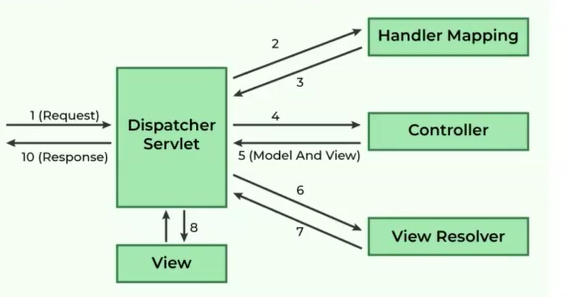 2
Handler Mapping
3
1 (Request)
Dispatcher
Servlet
4
Controller
10 (Response)
5 (Model And View)
6
7
View Resolver
8
View